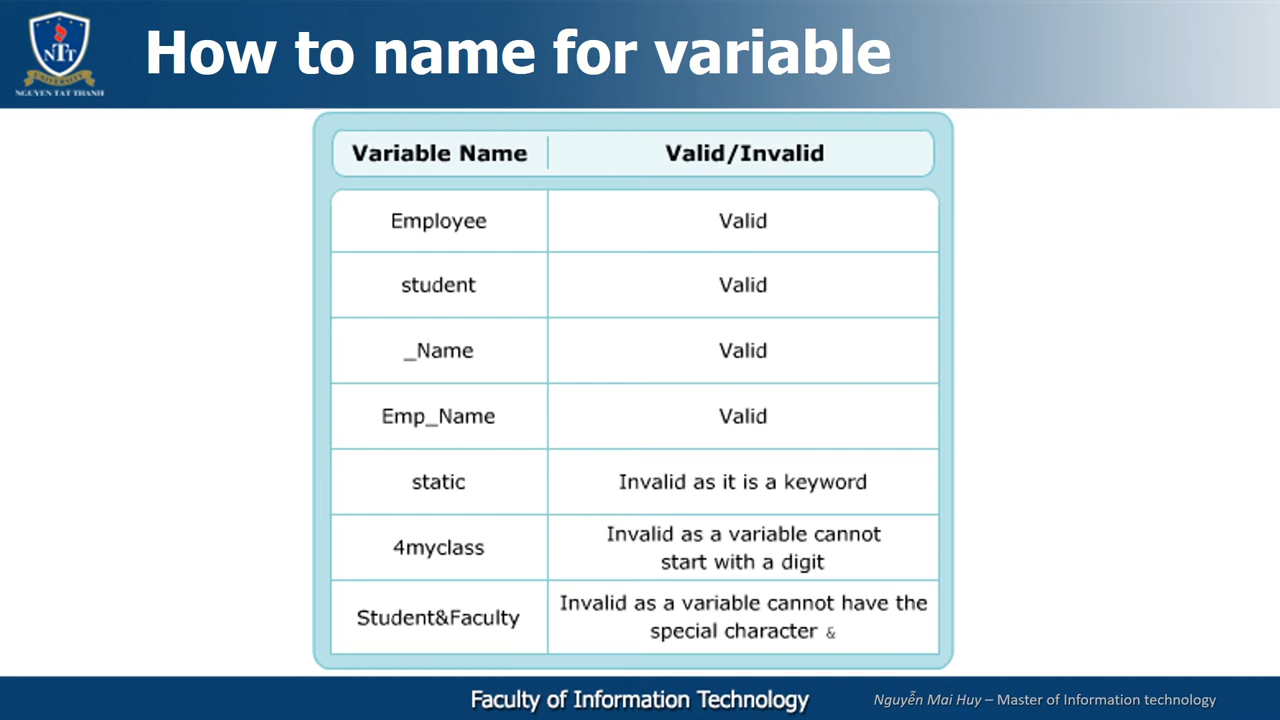 NTT
UNIVERSITY
NGUYEN TAT THANH
How to name for variable
Variable Name Valid/Invalid
Employee Valid
student Valid
_Name Valid
Emp_Name Valid
static Invalid as it is a keyword
4myclass Invalid as a variable cannot
start with a digit
Student&Faculty Invalid as a variable cannot have the
special character &
Faculty of Information Technology
Nguyễn Mai Huy – Master of Information technology